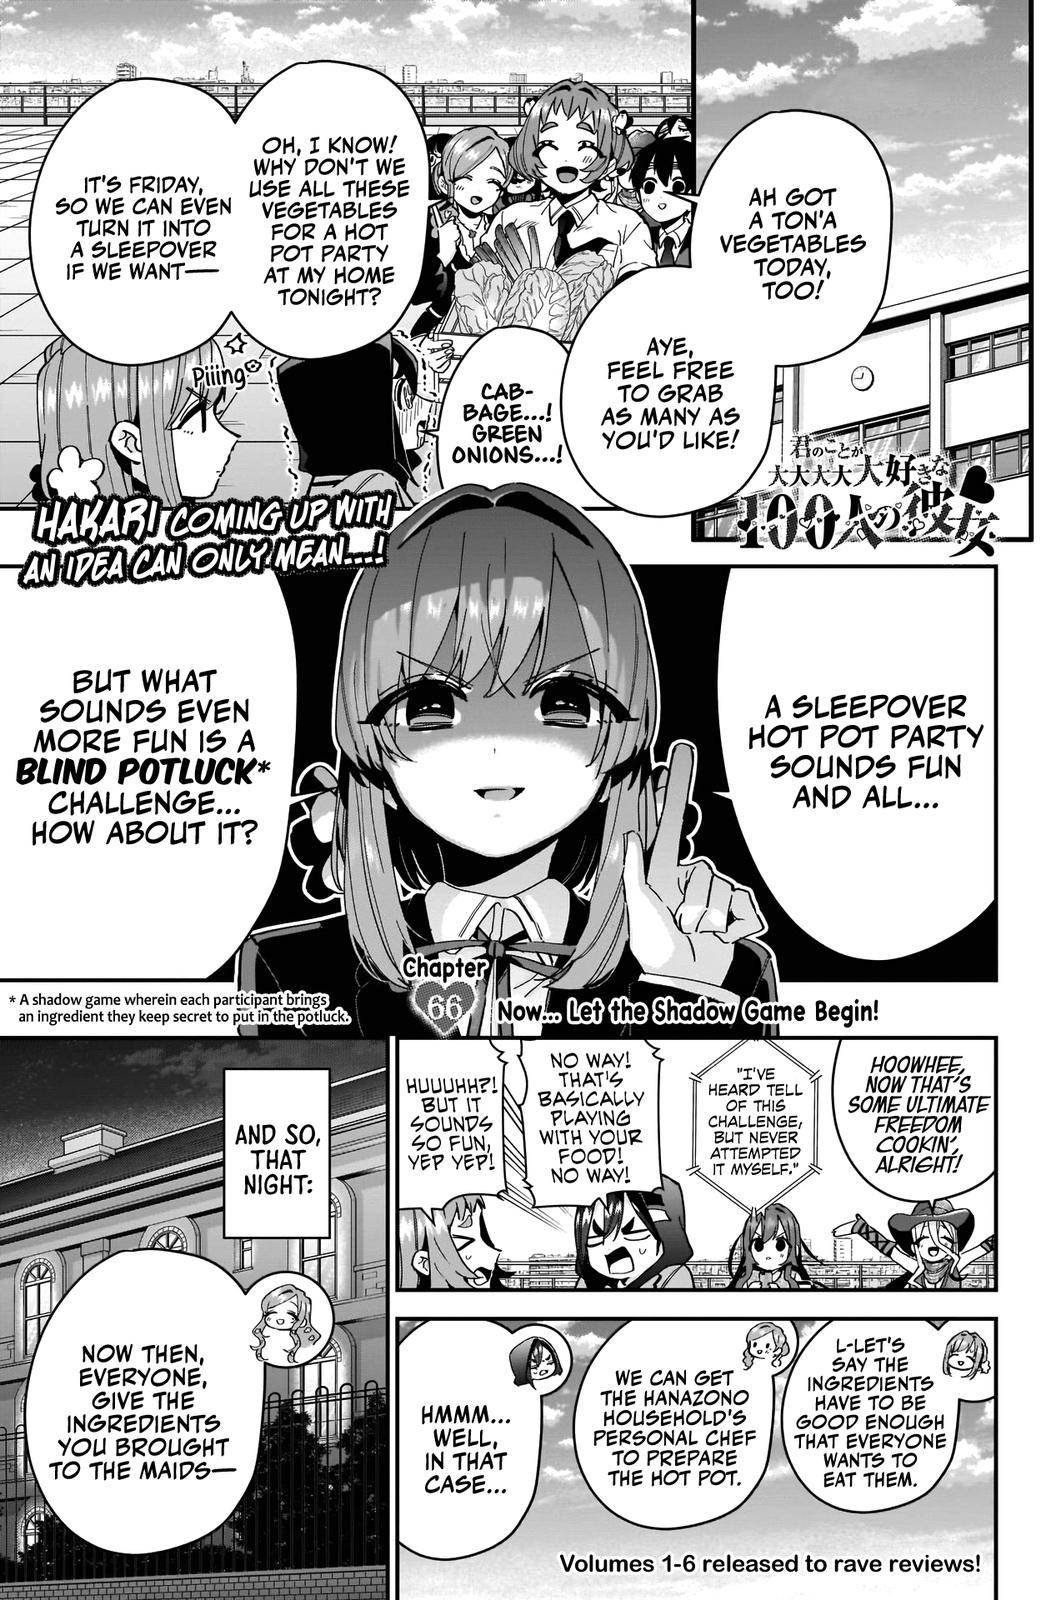 AH GOT
A TON'A
VEGETABLES
TODAY,
TOO!
AYE,
FEEL FREE
TO GRAB
AS MANY AS
YOU'D LIKE!
君のことが
大大大大大好きな
100人の彼女
OH, I KNOW!
WHY DON'T WE
USE ALL THESE
VEGETABLES
FOR A HOT
POT PARTY
AT MY HOME
TONIGHT?
IT'S FRIDAY,
SO WE CAN EVEN
TURN IT INTO
A SLEEPOVER
IF WE WANT—
CAB-
BAGE...!
GREEN
ONIONS...!
Piiing
HAKARI COMING UP WITH
AN IDEA CAN ONLY MEAN...!
A SLEEPOVER
HOT POT PARTY
SOUNDS FUN
AND ALL...
BUT WHAT
SOUNDS EVEN
MORE FUN IS A
BLIND POTLUCK*
CHALLENGE...
HOW ABOUT IT?
Chapter
66
Now... Let the Shadow Game Begin!
* A shadow game wherein each participant brings
an ingredient they keep secret to put in the potluck.
HOOWHEE,
NOW THAT'S
SOME ULTIMATE
FREEDOM
COOKIN',
ALRIGHT!
"I'VE
HEARD TELL
OF THIS
CHALLENGE,
BUT NEVER
ATTEMPTED
IT MYSELF."
NO WAY!
THAT'S
BASICALLY
PLAYING
WITH YOUR
FOOD!
NO WAY!
HUUUHH?!
BUT IT
SOUNDS
SO FUN,
YEP YEP!
L-LET'S
SAY THE
INGREDIENTS
HAVE TO BE
GOOD ENOUGH
THAT EVERYONE
WANTS TO
EAT THEM.
WE CAN GET
THE HANAZONO
HOUSEHOLD'S
PERSONAL CHEF
TO PREPARE
THE HOT POT.
HMMM...
WELL,
IN THAT
CASE...
Volumes 1-6 released to rave reviews!
AND SO,
THAT
NIGHT:
NOW THEN,
EVERYONE,
GIVE THE
INGREDIENTS
YOU BROUGHT
TO THE MAIDS—